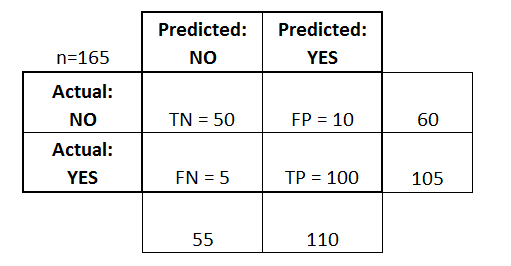 Predicted: Predicted:
n=165 NO YES
Actual:
NO TN = 50 FP = 10 60
Actual:
YES FN = 5 TP = 100 105
55 110